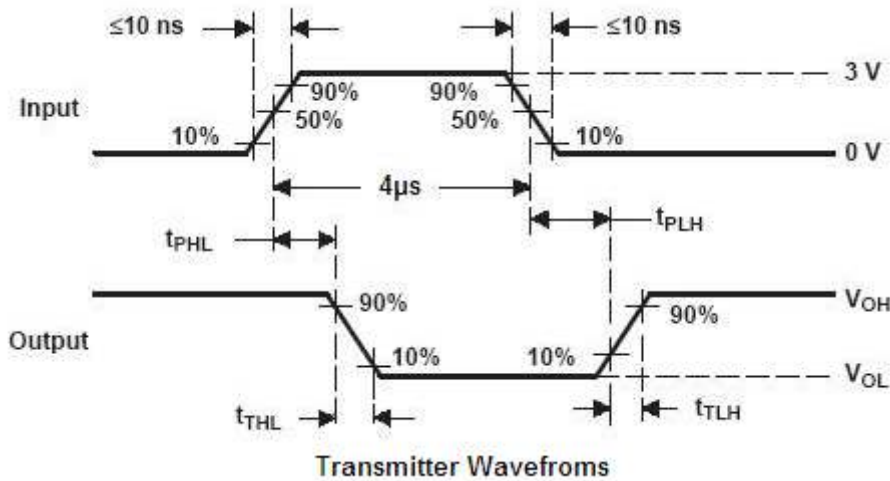 ≤10 ns ≤10 ns
3 V
90% 90%
Input 50% 50%
10% 10%
0 V
4µs
tPHL tPLH
90% 90% VOH
Output
10% 10%
VOL
tTHL tTLH
Transmitter Wavefroms